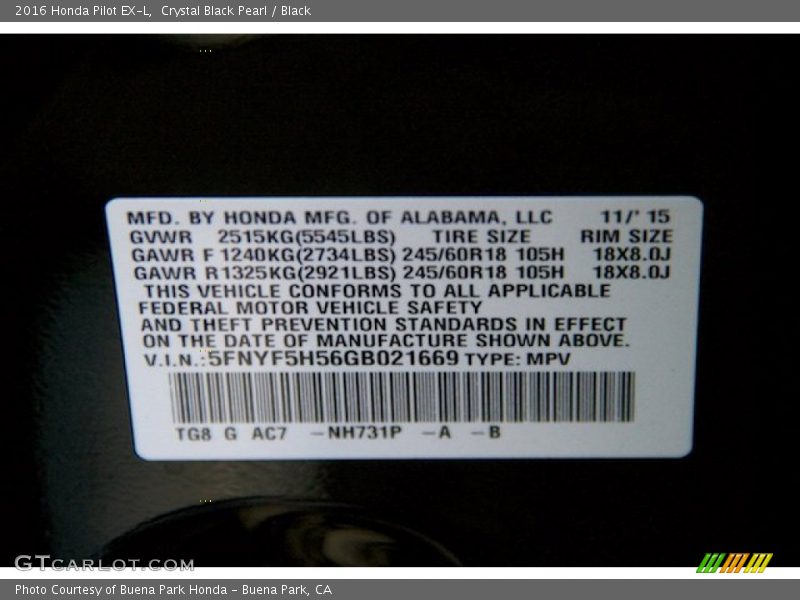 2016 Honda Pilot EX-L, Crystal Black Pearl / Black
MFD. BY HONDA MFG. OF ALABAMA, LLC 11/' 15
GVWR 2515KG(5545LBS) TIRE SIZE RIM SIZE
GAWR F 1240KG(2734LBS) 245/60R18 105H 18X8.0J
GAWR R1325KG(2921LBS) 245/60R18 105H 18X8.0J
THIS VEHICLE CONFORMS TO ALL APPLICABLE
FEDERAL MOTOR VEHICLE SAFETY
AND THEFT PREVENTION STANDARDS IN EFFECT
ON THE DATE OF MANUFACTURE SHOWN ABOVE.
V.I.N.:5FNYF5H56GB021669 TYPE: MPV
TG8 G AC7 -NH731P -A -B
GTCARLOT.COM
Photo Courtesy of Buena Park Honda - Buena Park, CA